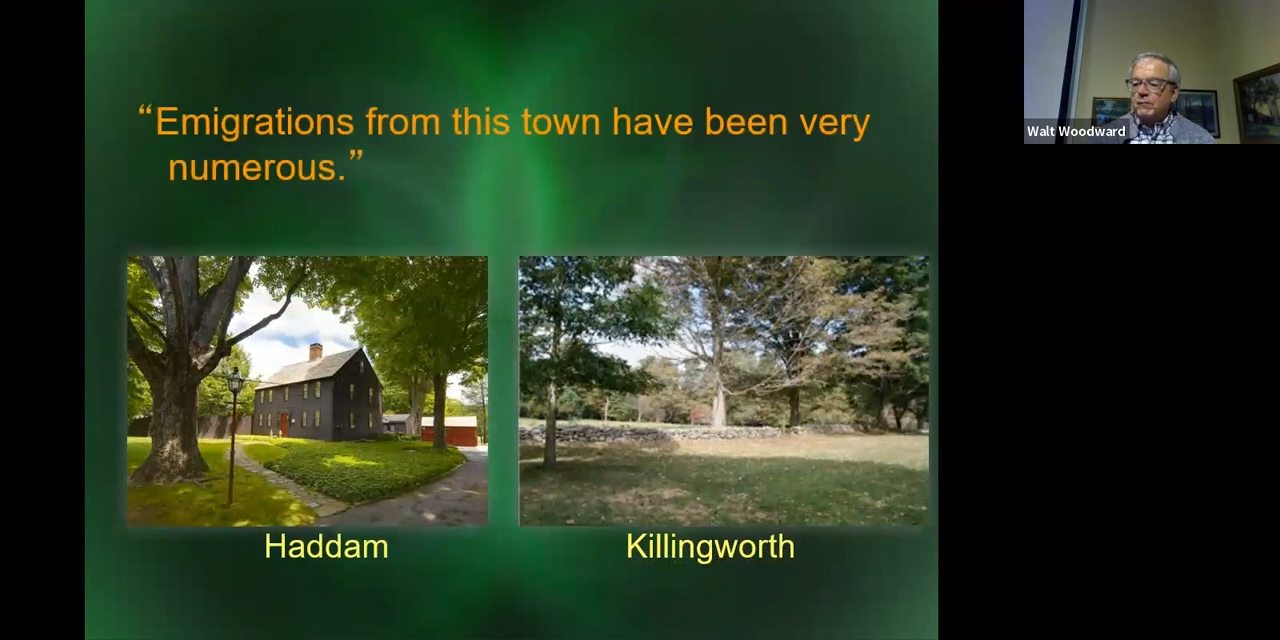 “Emigrations from this town have been very
numerous.”
Haddam
Killingworth
Walt Woodward